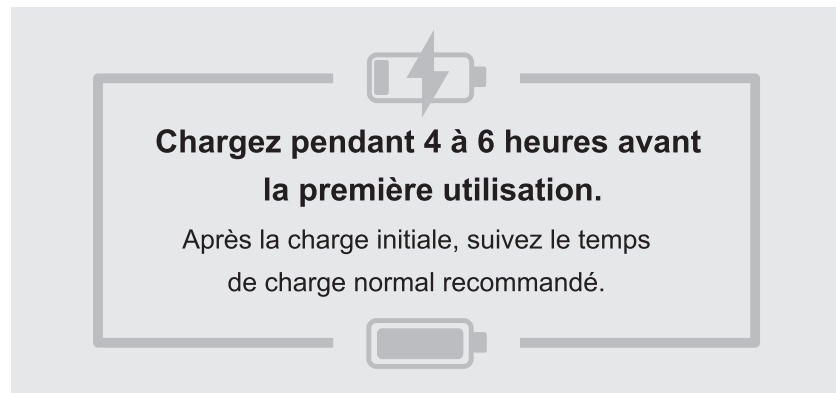 Chargez pendant 4 à 6 heures avant
la première utilisation.
Après la charge initiale, suivez le temps
de charge normal recommandé.